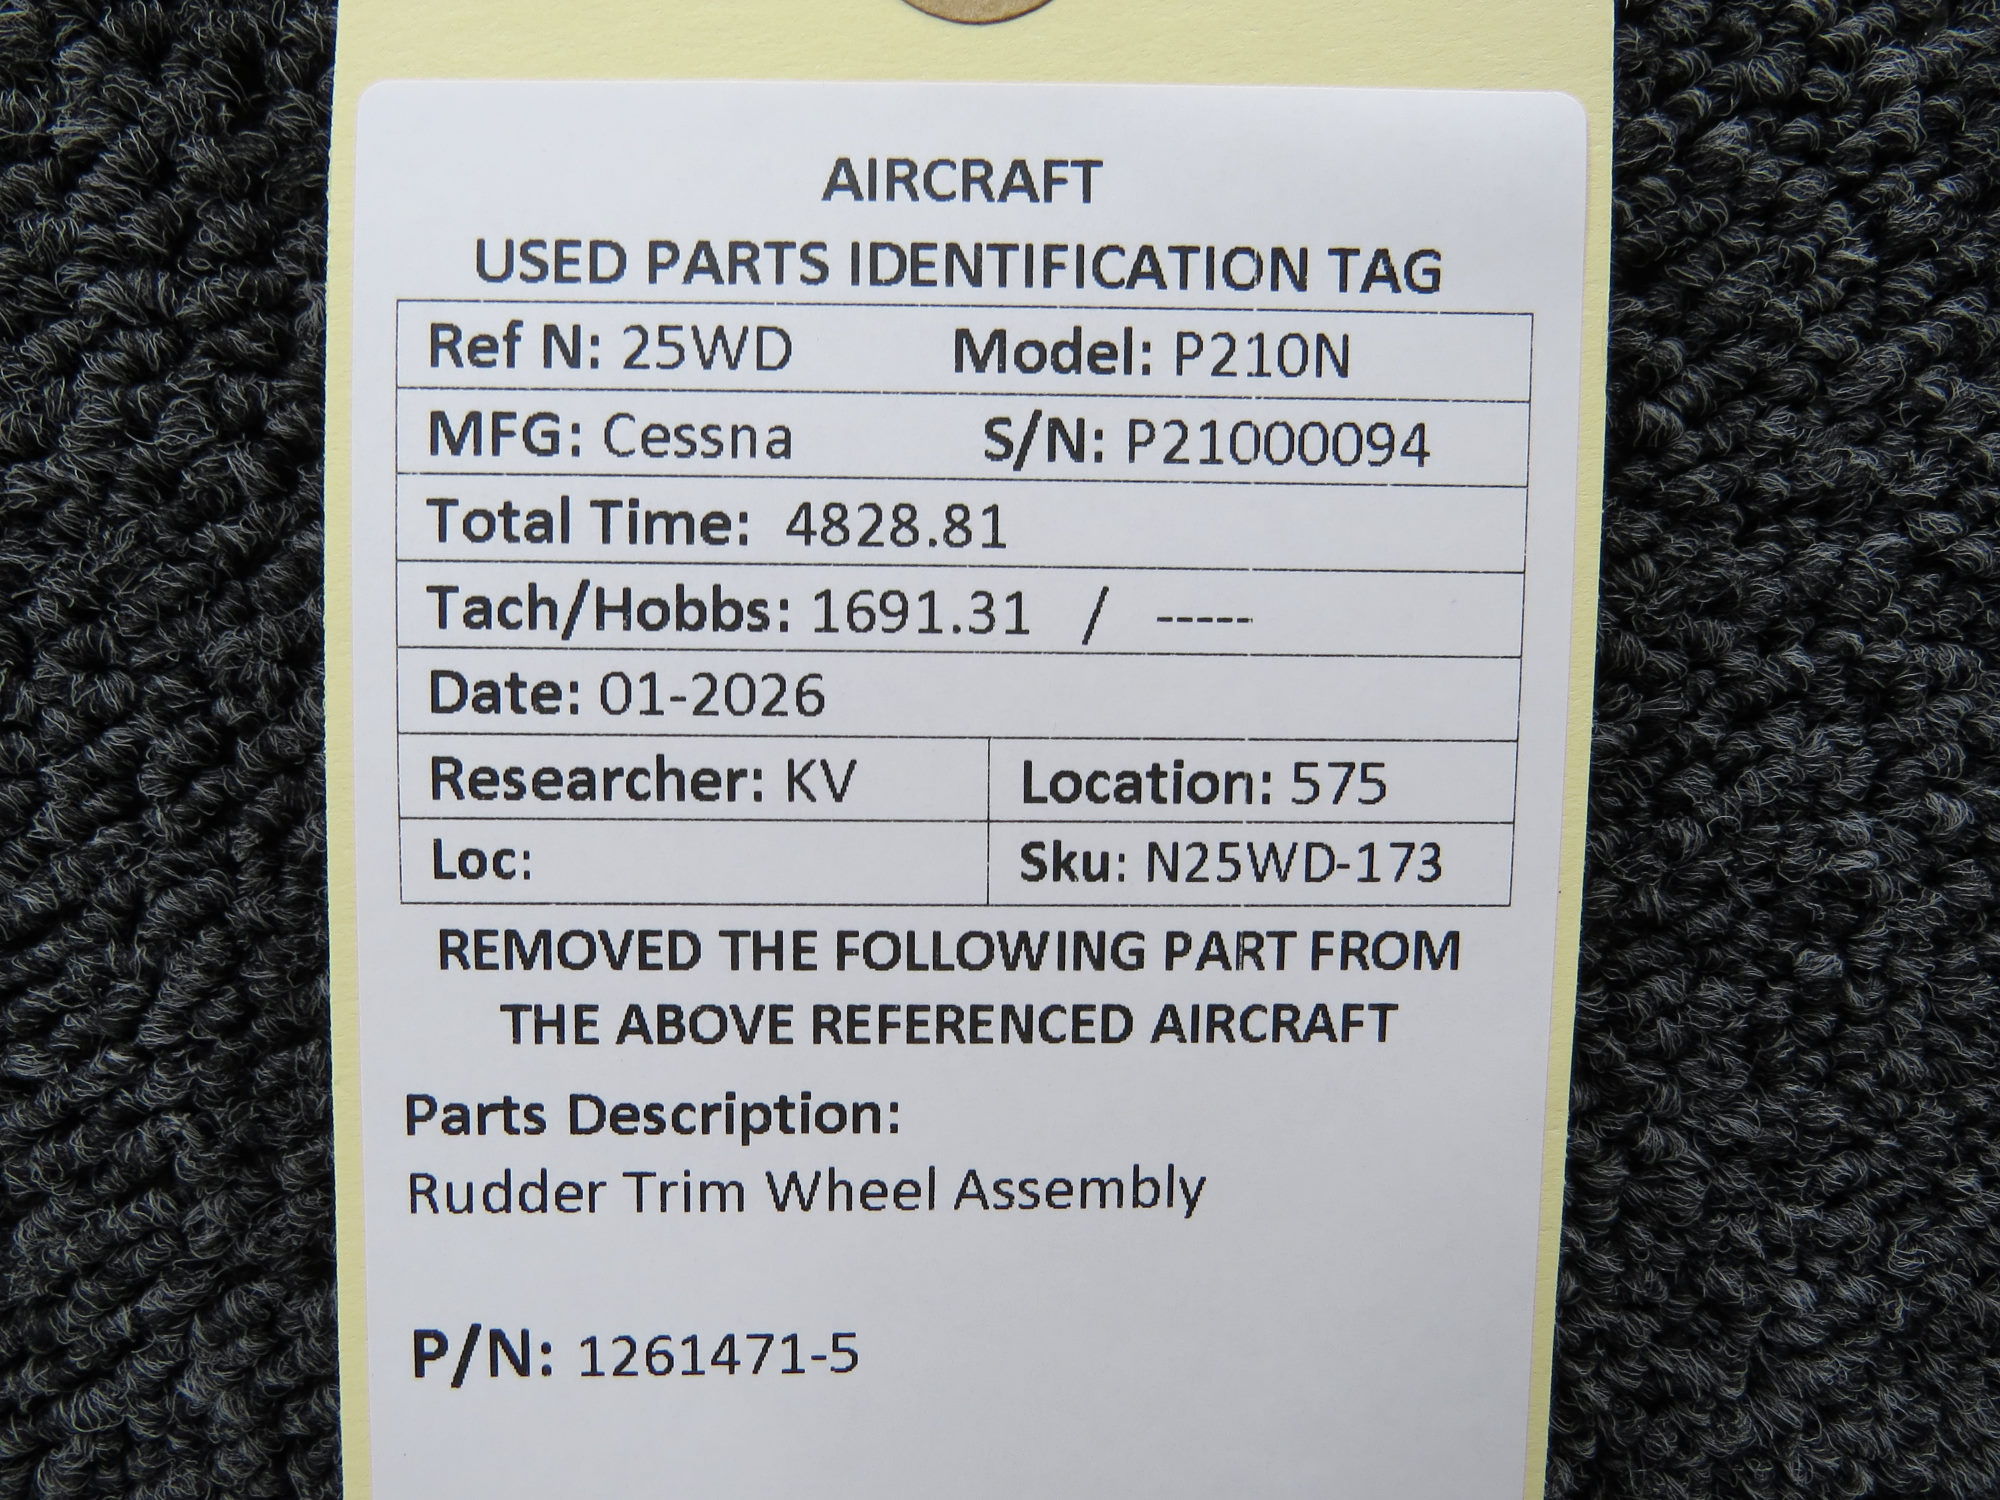 AIRCRAFT
USED PARTS IDENTIFICATION TAG
Ref N: 25WD Model: P210N
MFG: Cessna S/N: P21000094
Total Time: 4828.81
Tach/Hobbs: 1691.31 / -----
Date: 01-2026
Researcher: KV Location: 575
Loc: Sku: N25WD-173
REMOVED THE FOLLOWING PART FROM
THE ABOVE REFERENCED AIRCRAFT
Parts Description:
Rudder Trim Wheel Assembly
P/N: 1261471-5